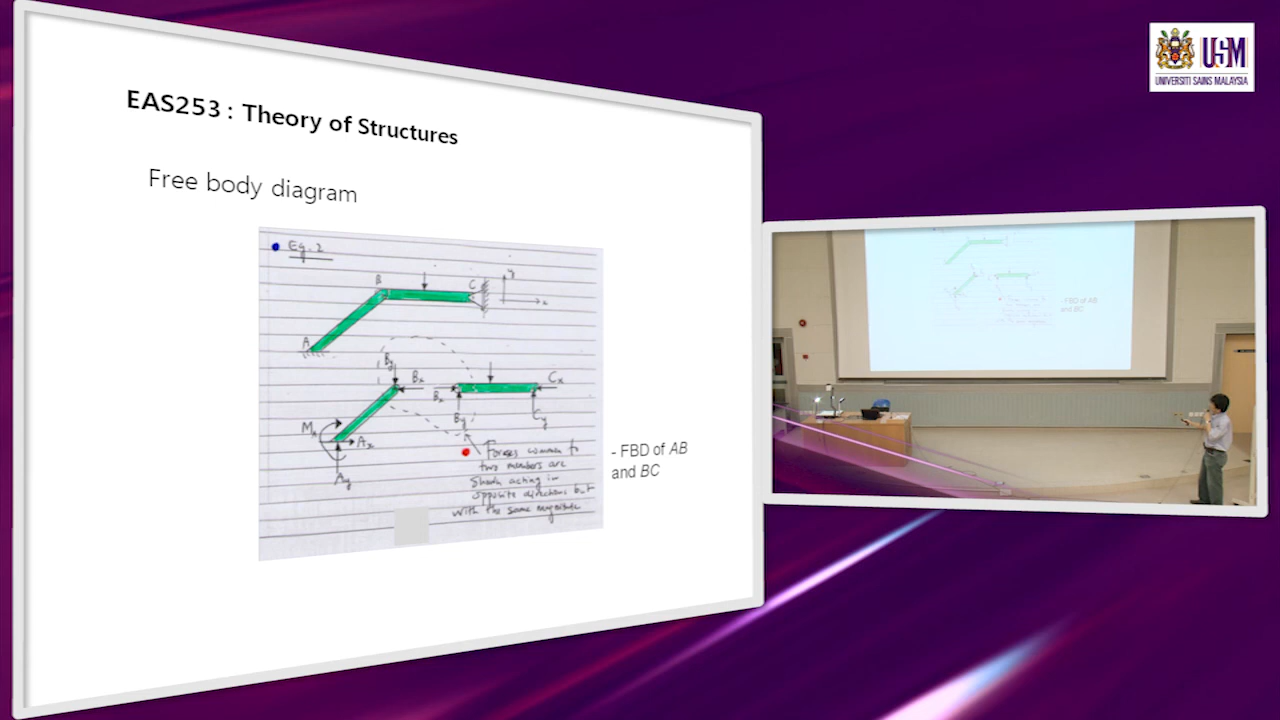 EAS253 : Theory of Structures
Free body diagram
Eg. 2
B
C
y
x
A
By
Bx
Cx
Bx
By
Cy
MA
Ax
Ay
Forces common to
two members are
shown acting in
opposite directions but
with the same magnitude
- FBD of AB
and BC
USM
UNIVERSITI SAINS MALAYSIA
- FBD of AB
and BC